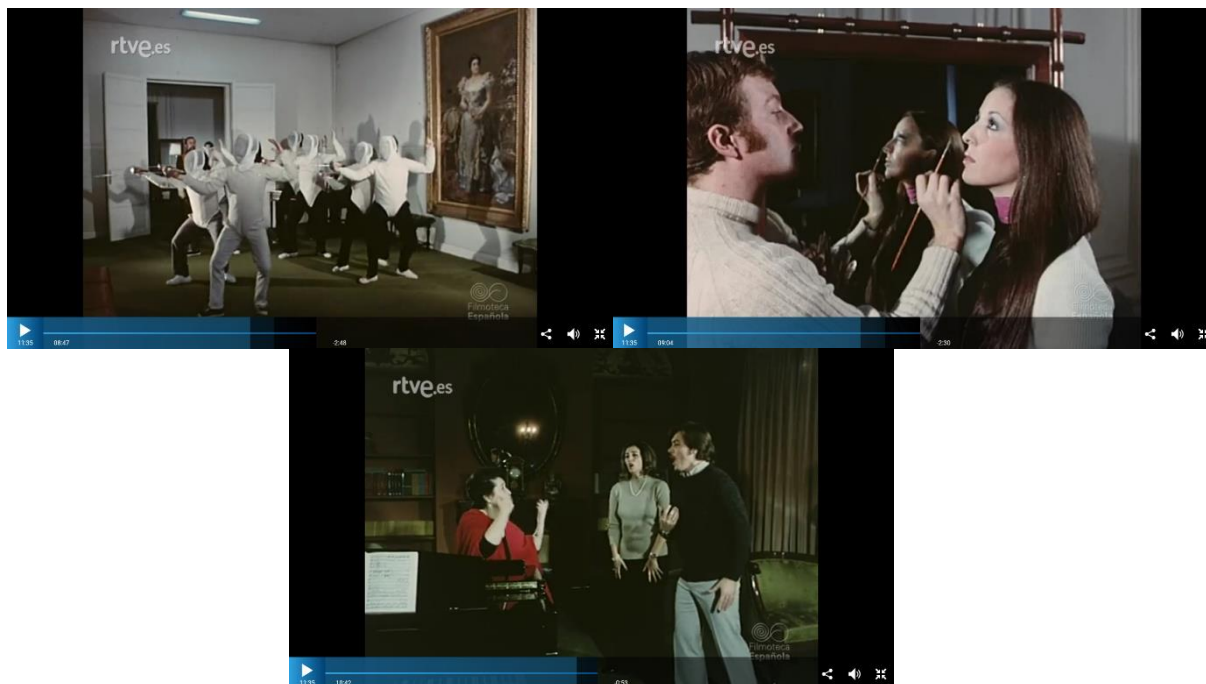 rtve.es
Filmoteca
Española
11:35 08:47 -2:48
rtve.es
Filmoteca
Española
11:35 09:04 -2:30
rtve.es
Filmoteca
Española
11:35 10:42 -0:53